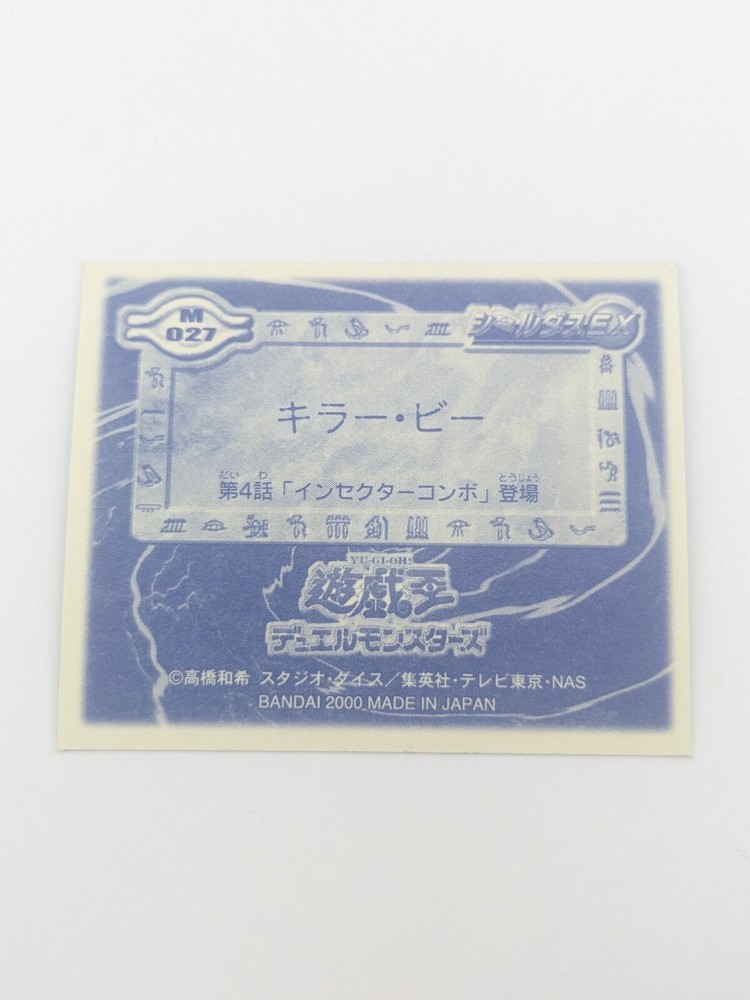 M
027
シールダスEX
キラー・ビー
だい わ とうじょう
第4話「インセクターコンボ」登場
YU-GI-OH!
遊戯王
デュエルモンスターズ
©高橋和希 スタジオ・ダイス／集英社・テレビ東京・NAS
BANDAI 2000 MADE IN JAPAN